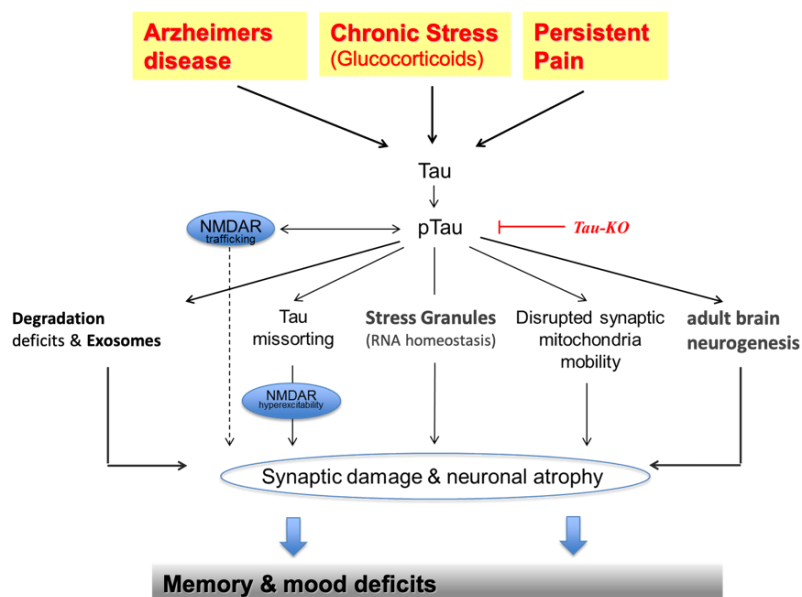 Arzheimers
disease
Chronic Stress
(Glucocorticoids)
Persistent
Pain
Tau
NMDAR
trafficking
pTau
Tau-KO
Degradation
deficits & Exosomes
Tau
missorting
NMDAR
hyperexcitability
Stress Granules
(RNA homeostasis)
Disrupted synaptic
mitochondria
mobility
adult brain
neurogenesis
Synaptic damage & neuronal atrophy
Memory & mood deficits